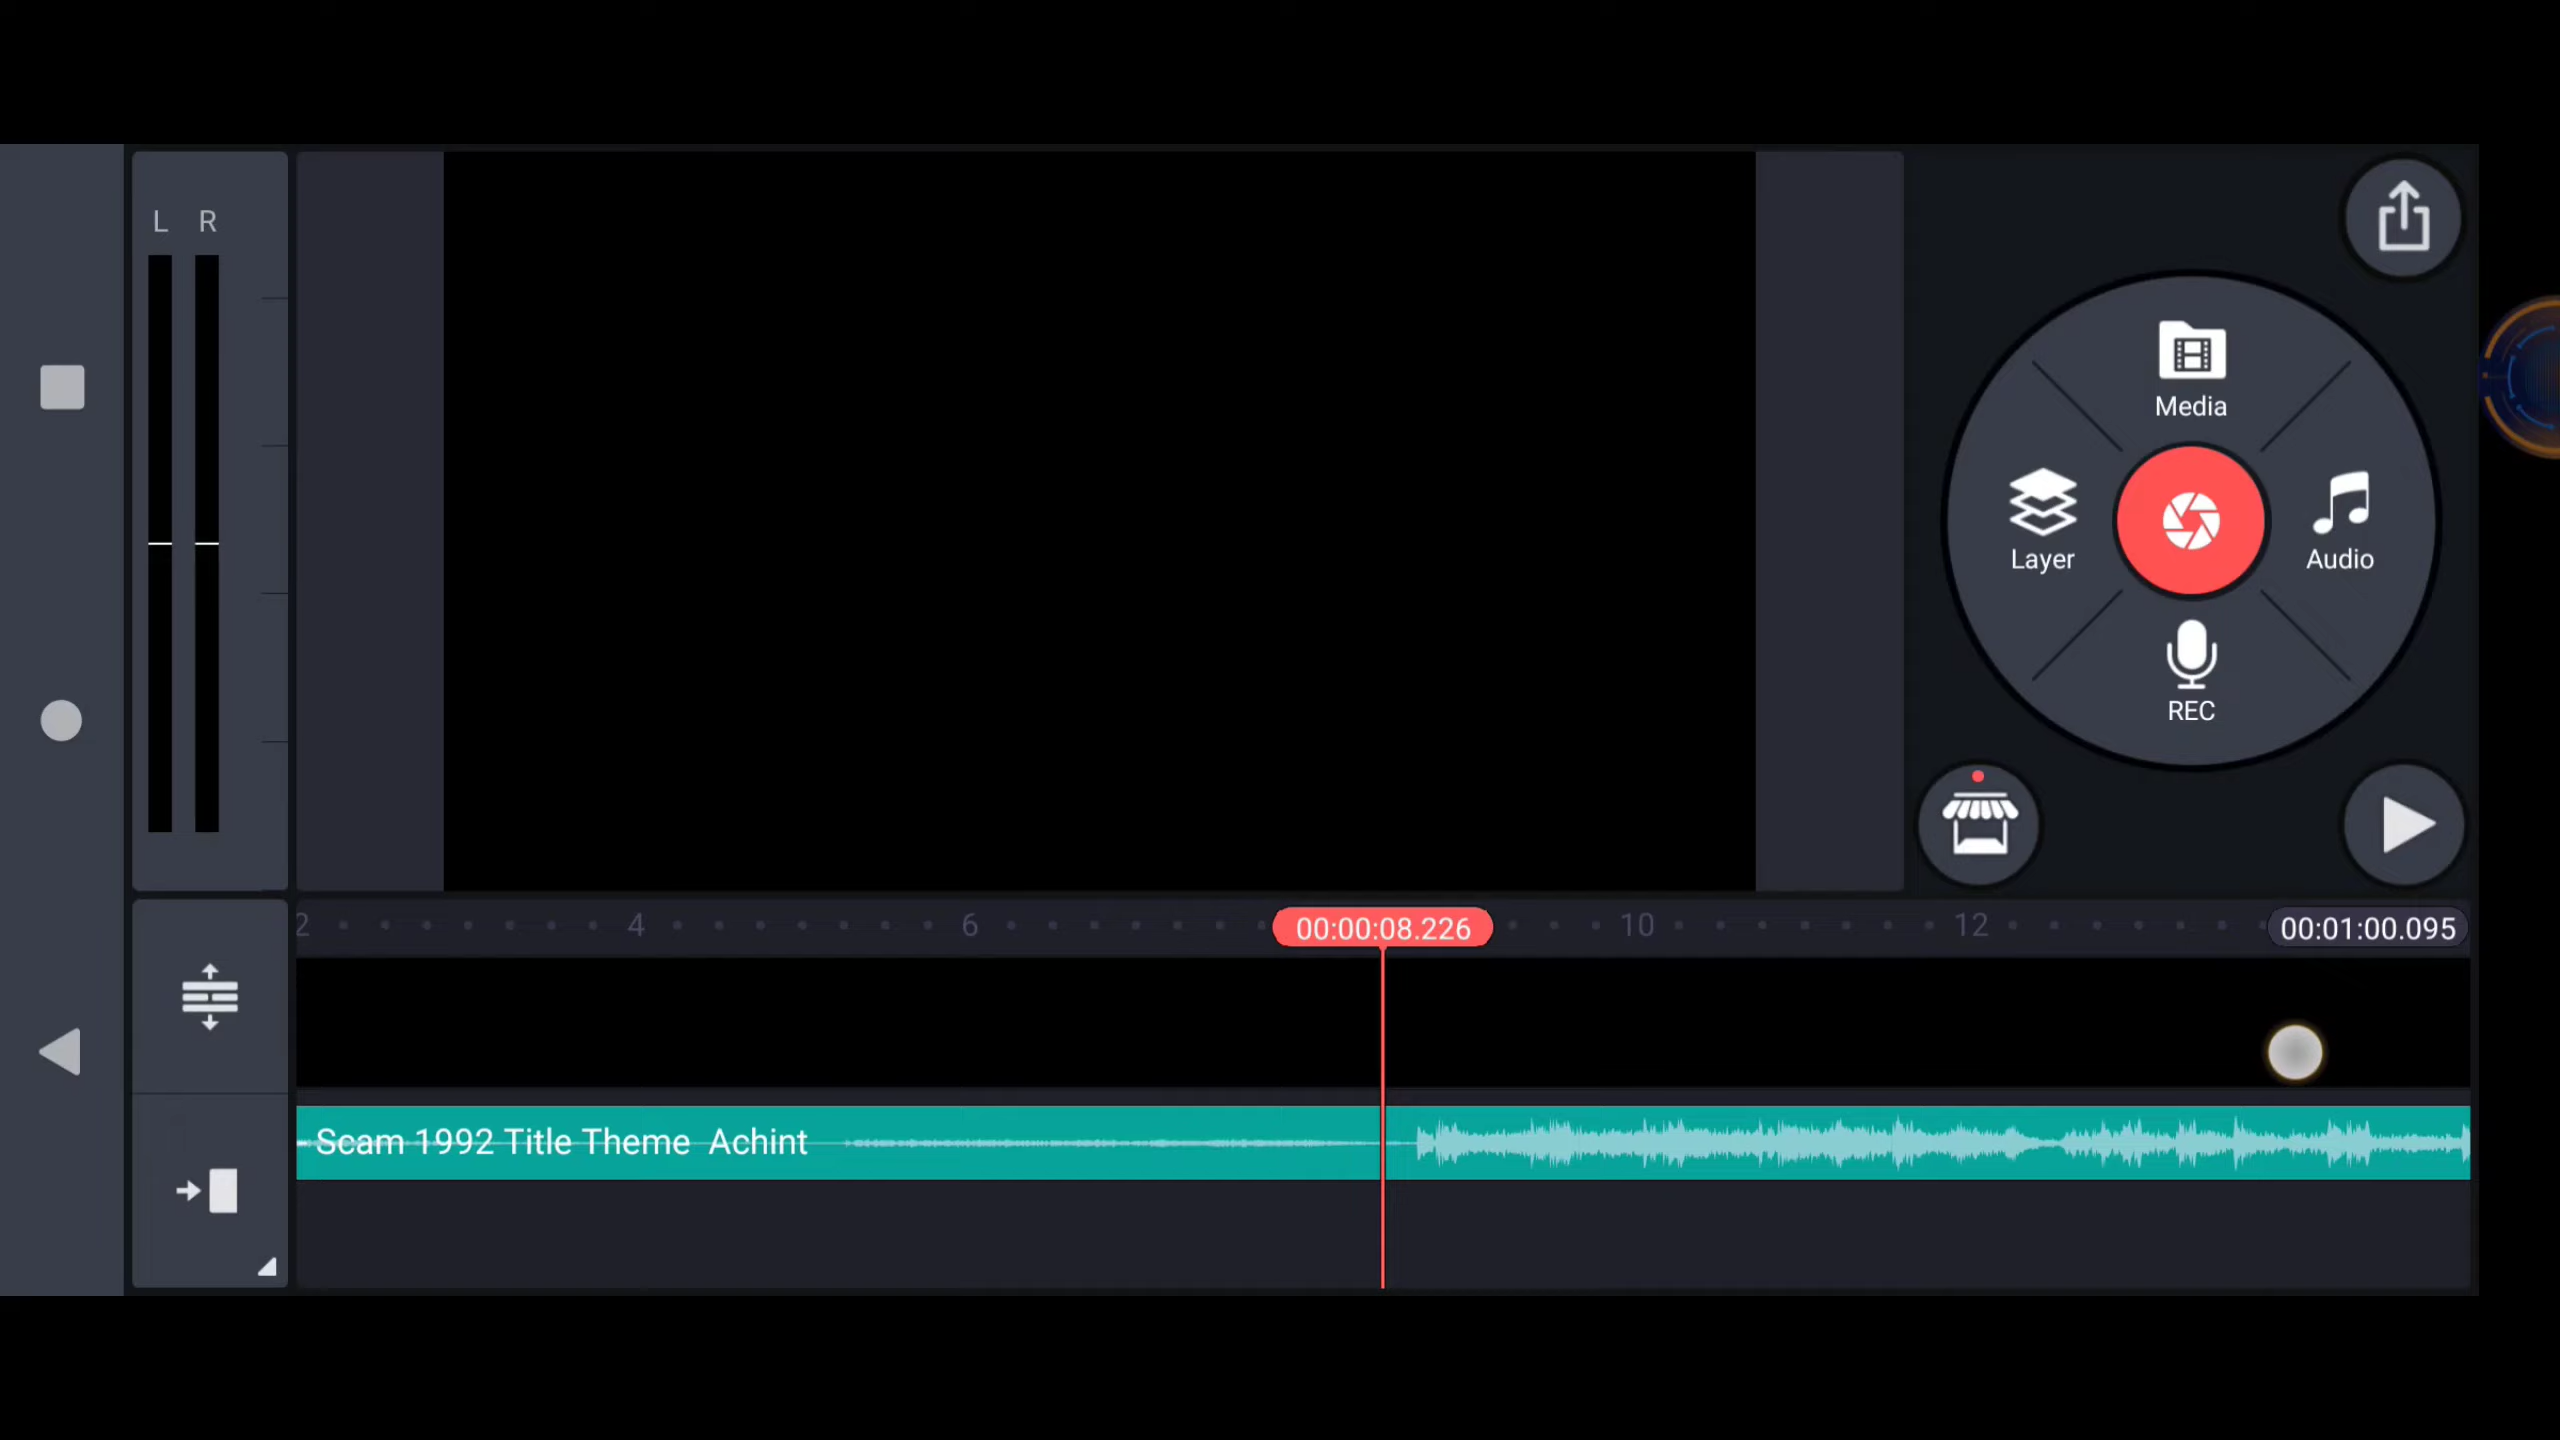 L R
Media
Layer
Audio
REC
2 4 6 00:00:08.226 10 12 00:01:00.095
Scam 1992 Title Theme  Achint